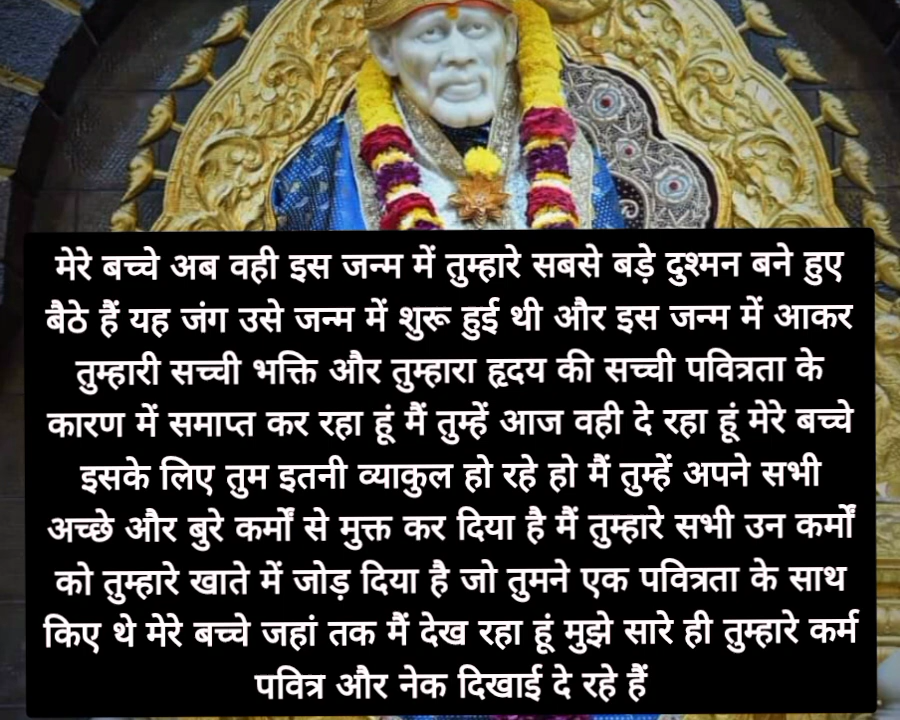 मेरे बच्चे अब वही इस जन्म में तुम्हारे सबसे बड़े दुश्मन बने हुए
बैठे हैं यह जंग उसे जन्म में शुरू हुई थी और इस जन्म में आकर
तुम्हारी सच्ची भक्ति और तुम्हारा हृदय की सच्ची पवित्रता के
कारण में समाप्त कर रहा हूं मैं तुम्हें आज वही दे रहा हूं मेरे बच्चे
इसके लिए तुम इतनी व्याकुल हो रहे हो मैं तुम्हें अपने सभी
अच्छे और बुरे कर्मों से मुक्त कर दिया है मैं तुम्हारे सभी उन कर्मों
को तुम्हारे खाते में जोड़ दिया है जो तुमने एक पवित्रता के साथ
किए थे मेरे बच्चे जहां तक मैं देख रहा हूं मुझे सारे ही तुम्हारे कर्म
पवित्र और नेक दिखाई दे रहे हैं